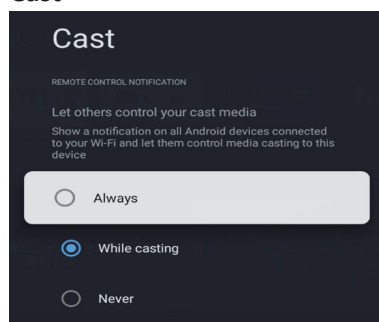 Cast
REMOTE CONTROL NOTIFICATION
Let others control your cast media
Show a notification on all Android devices connected
to your Wi-Fi and let them control media casting to this
device
Always
While casting
Never